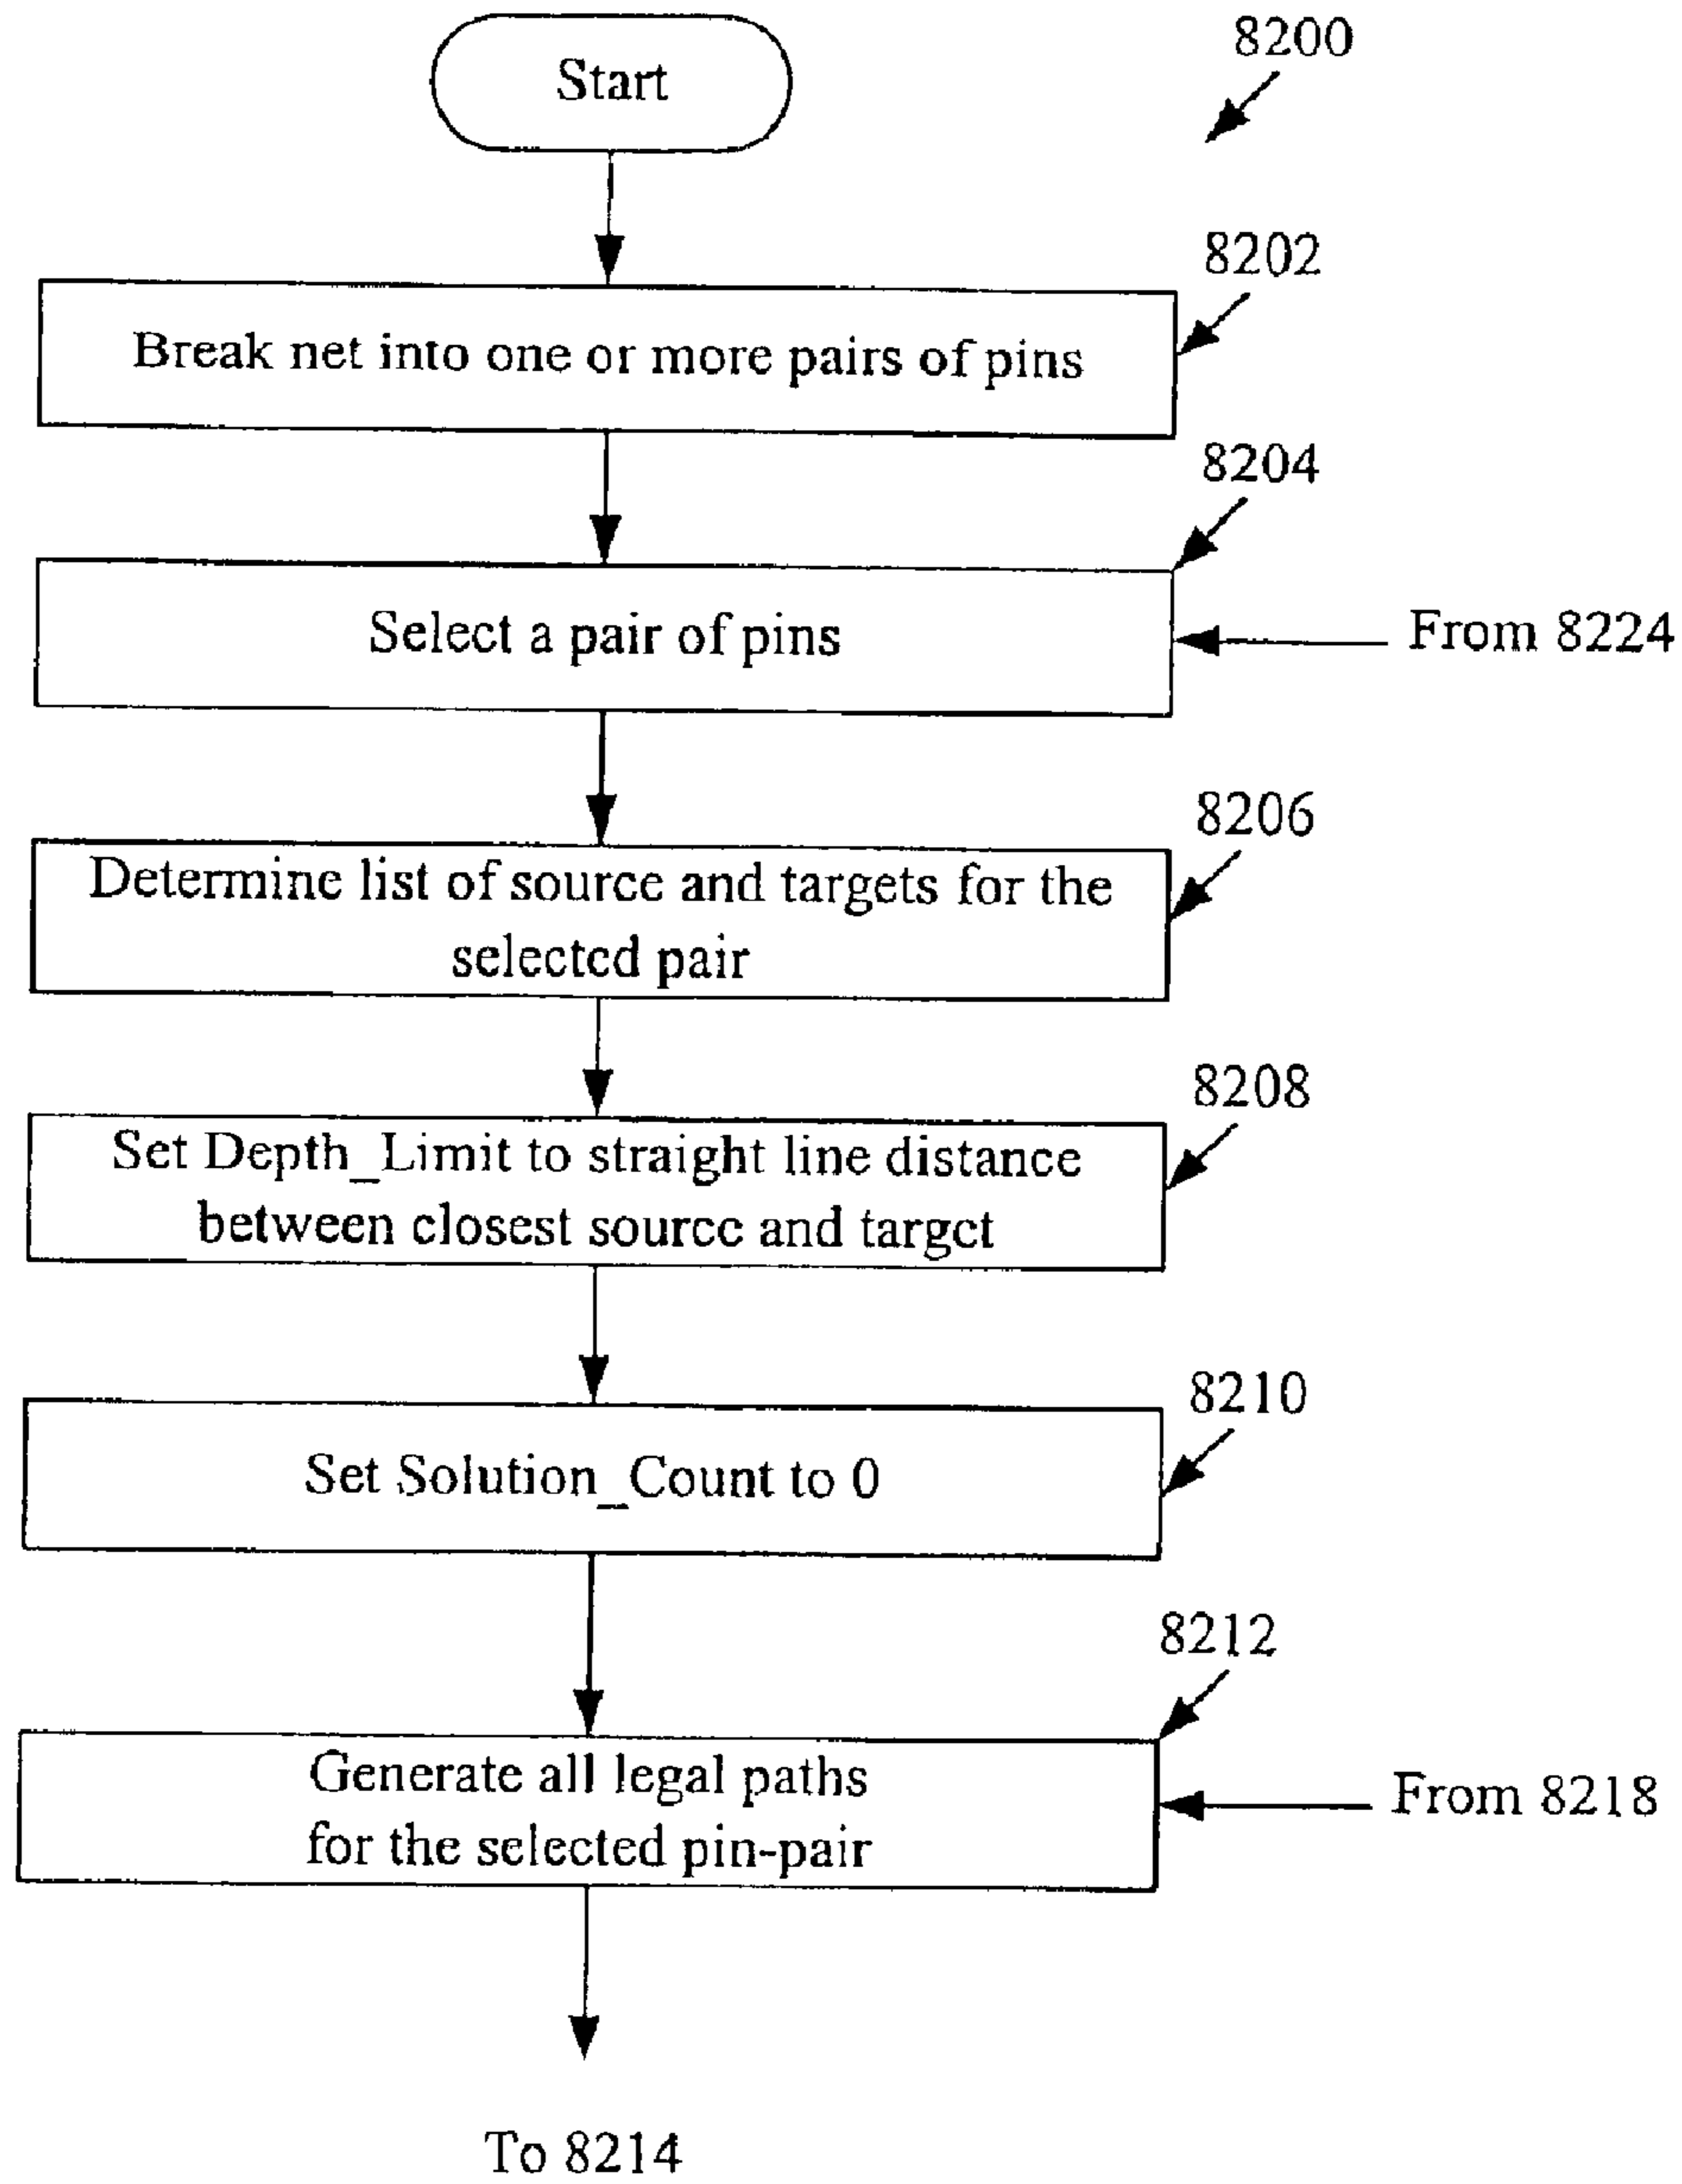 Start
8200
8202
Break net into one or more pairs of pins
8204
Select a pair of pins
From 8224
8206
Determine list of source and targets for the
selected pair
8208
Set Depth_Limit to straight line distance
between closest source and target
8210
Set Solution_Count to 0
8212
Generate all legal paths
for the selected pin-pair
From 8218
To 8214